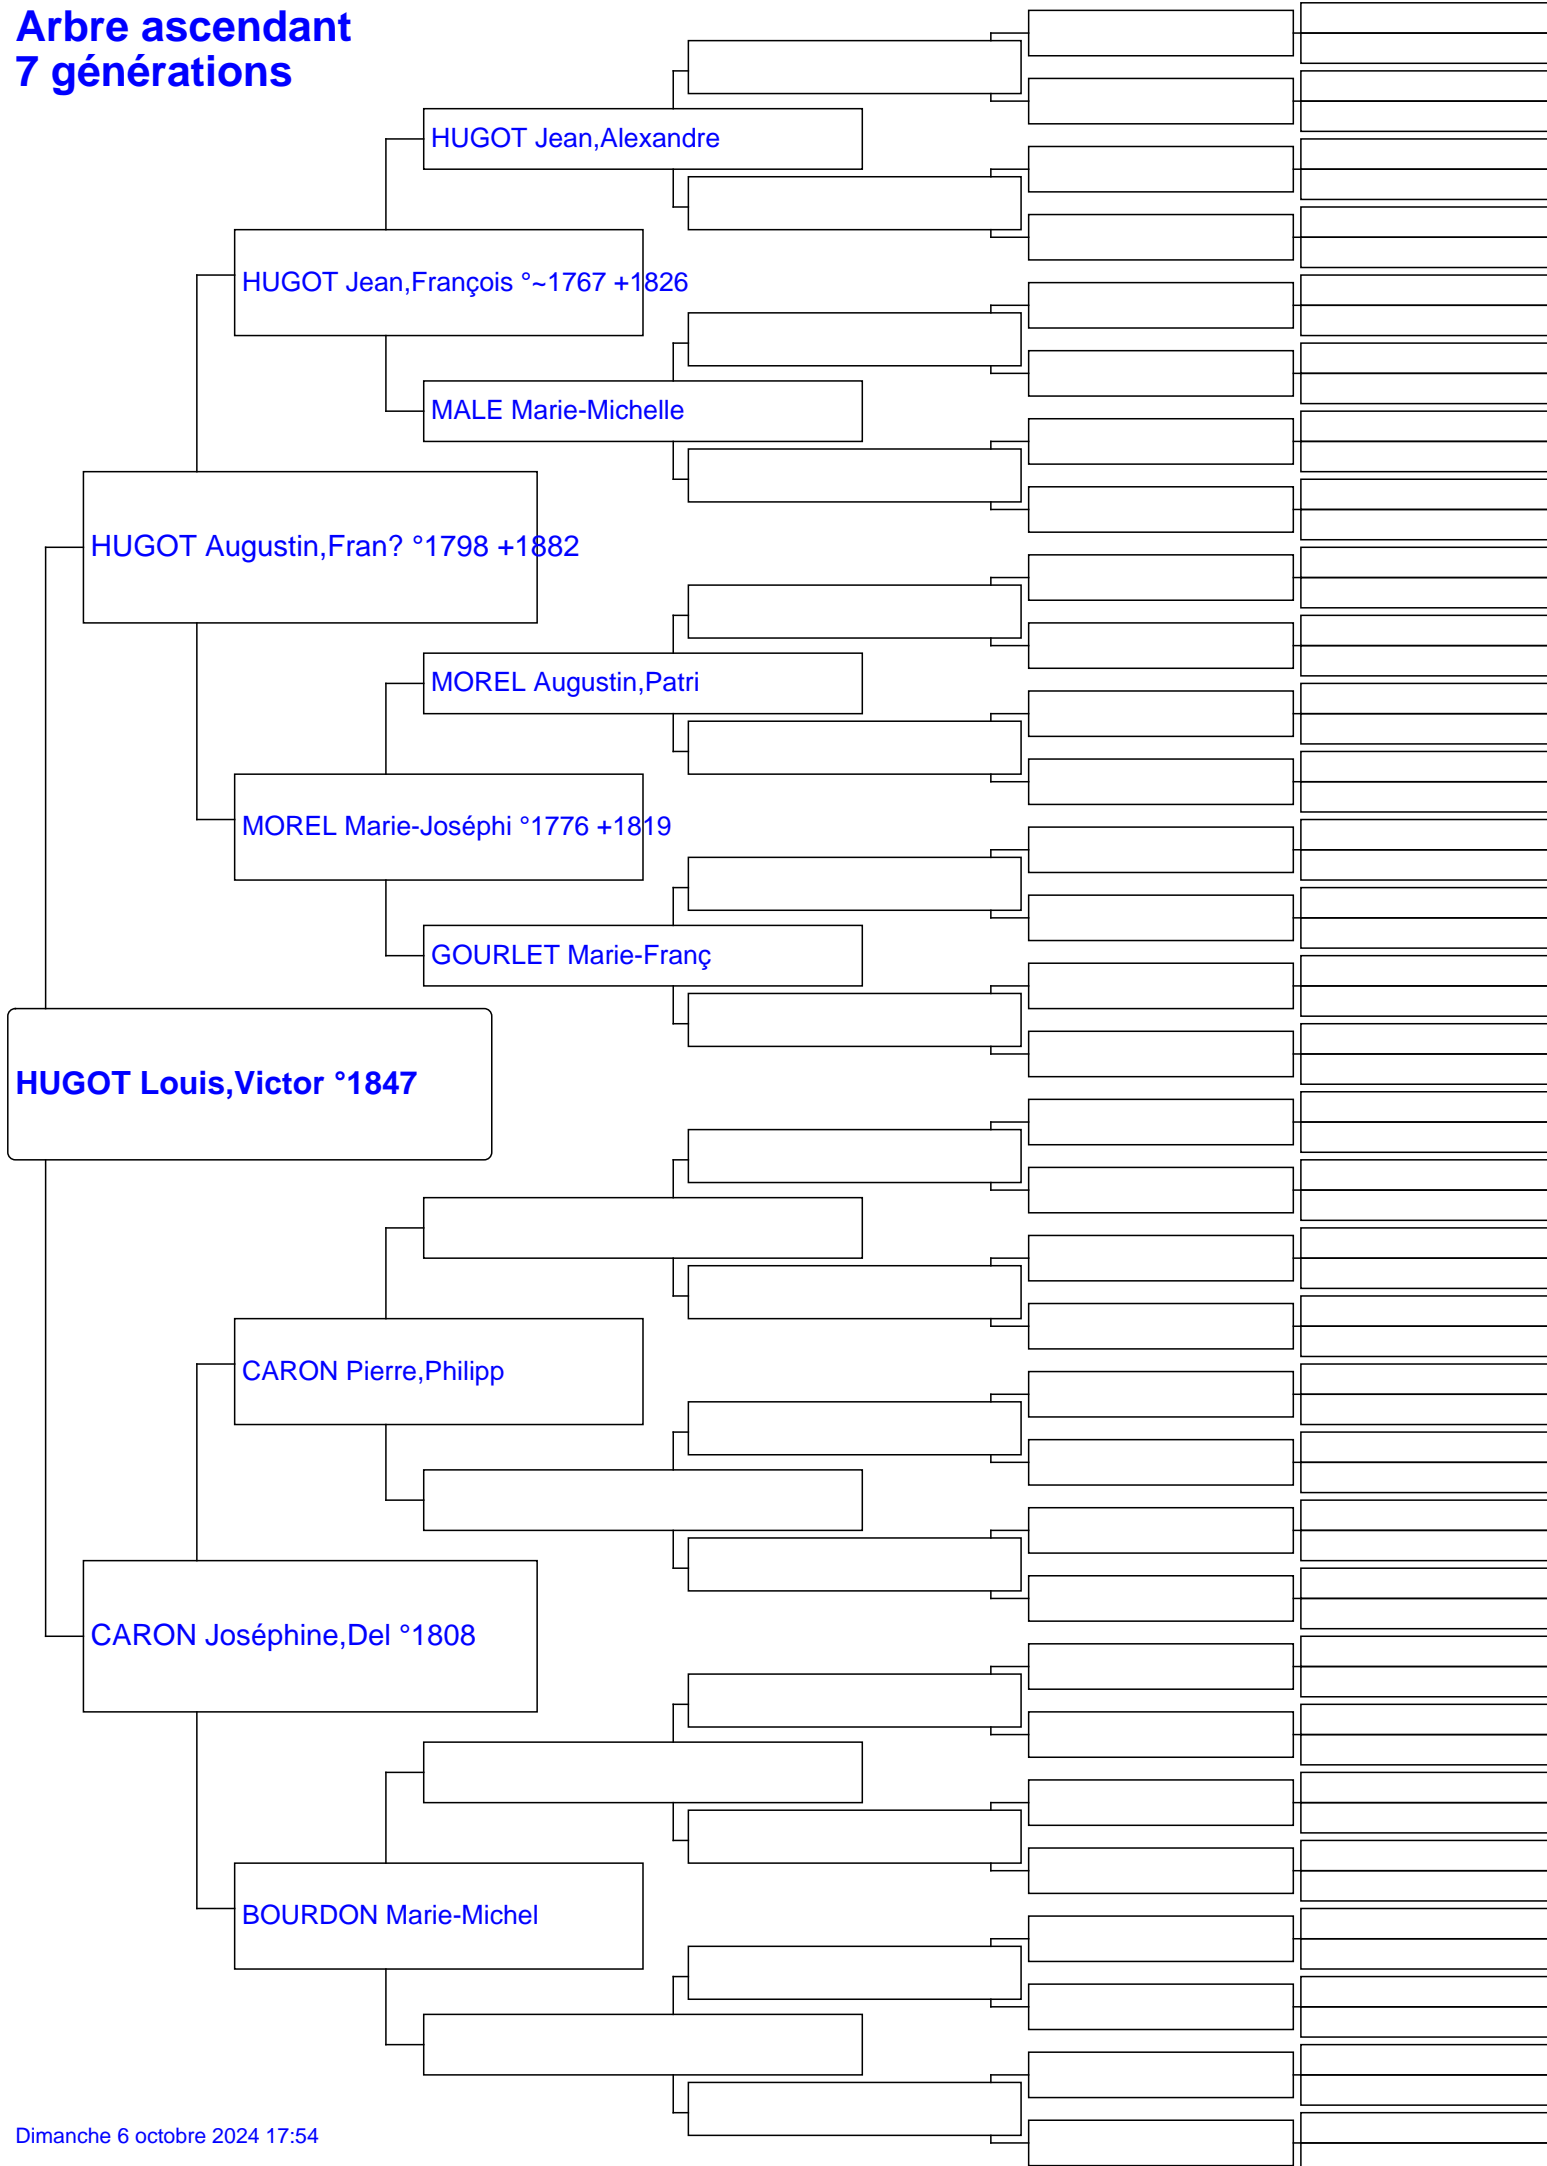 Arbre ascendant
7 générations
HUGOT Jean,Alexandre
HUGOT Jean,François °~1767 +1826
MALE Marie-Michelle
HUGOT Augustin,Fran? °1798 +1882
MOREL Augustin,Patri
MOREL Marie-Joséphi °1776 +1819
GOURLET Marie-Franç
HUGOT Louis,Victor °1847
CARON Pierre,Philipp
CARON Joséphine,Del °1808
BOURDON Marie-Michel
Dimanche 6 octobre 2024 17:54